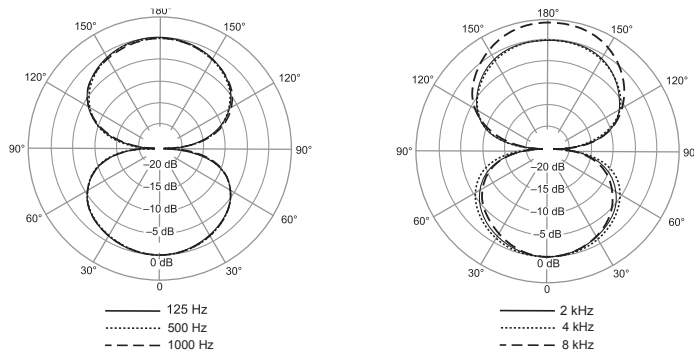 180°
150° 150°
120° 120°
90° 90°
–20 dB
–15 dB
60° 60°
–10 dB
–5 dB
30° 0 dB 30°
0
125 Hz
500 Hz
1000 Hz
180°
150° 150°
120° 120°
90° 90
–20 dB
–15 dB
60° 60°
–10 dB
–5 dB
30° 0 dB 30°
0
2 kHz
4 kHz
8 kHz